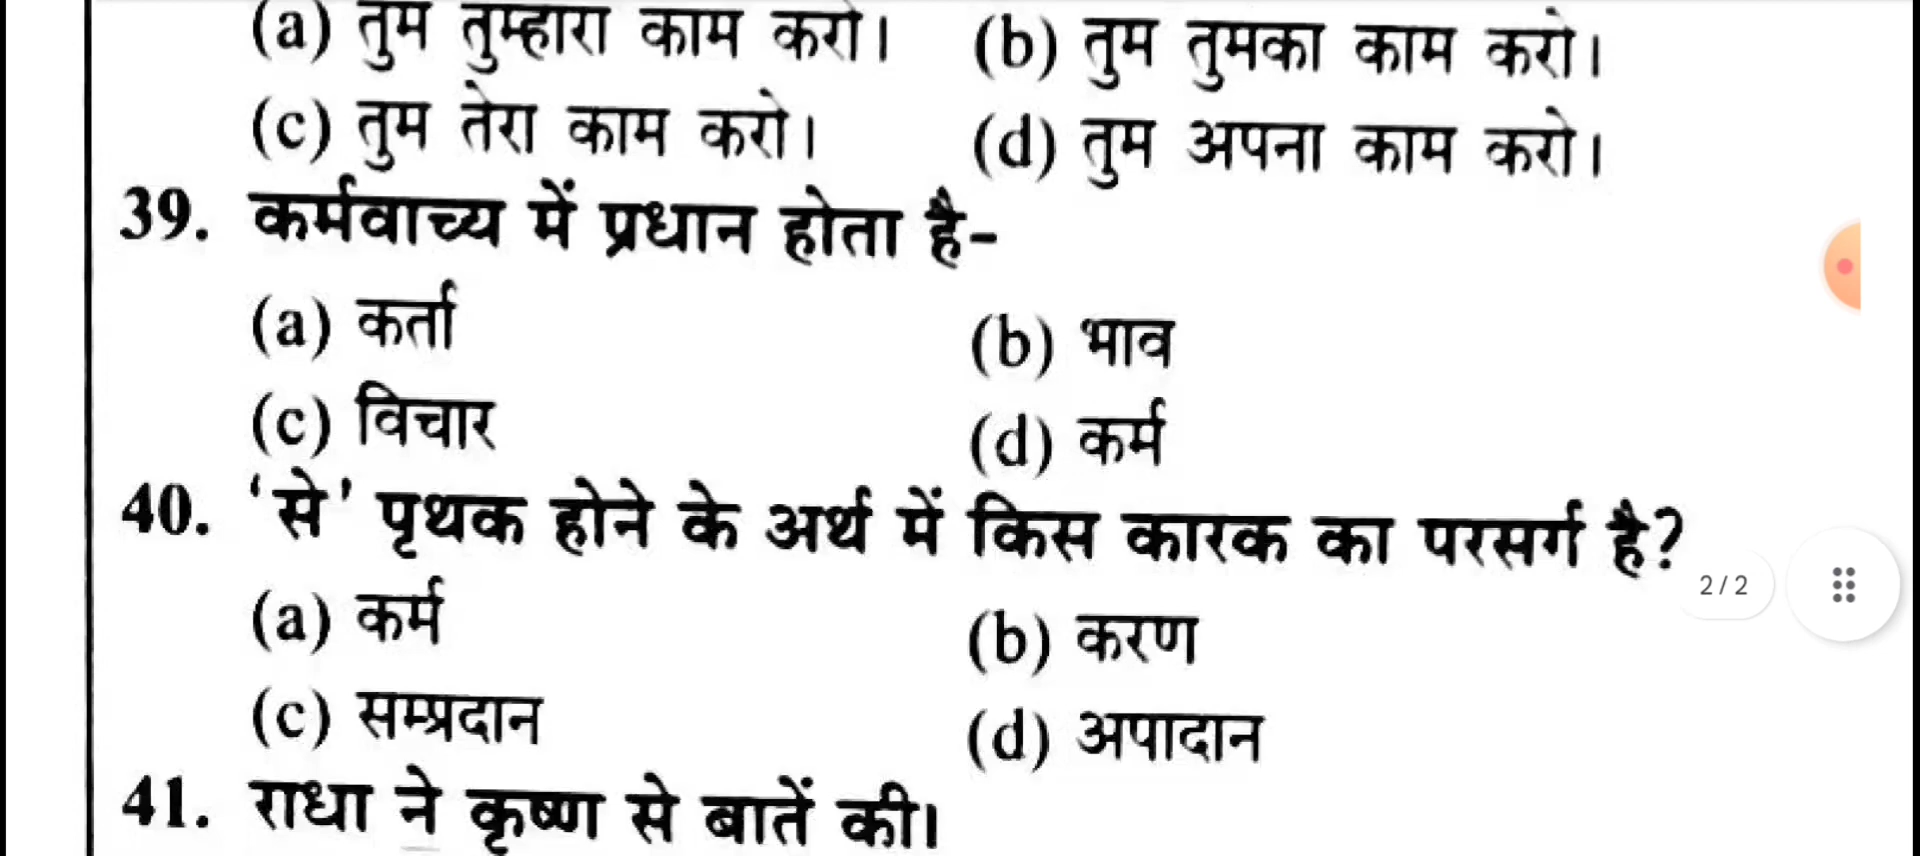 (a) तुम तुम्हारा काम करो। (b) तुम तुमका काम करो।
(c) तुम तेरा काम करो। (d) तुम अपना काम करो।
39. कर्मवाच्य में प्रधान होता है-
(a) कर्ता (b) भाव
(c) विचार (d) कर्म
40. 'से' पृथक होने के अर्थ में किस कारक का परसर्ग है?
2 / 2
(a) कर्म (b) करण
(c) सम्प्रदान (d) अपादान
41. राधा ने कृष्ण से बातें की।